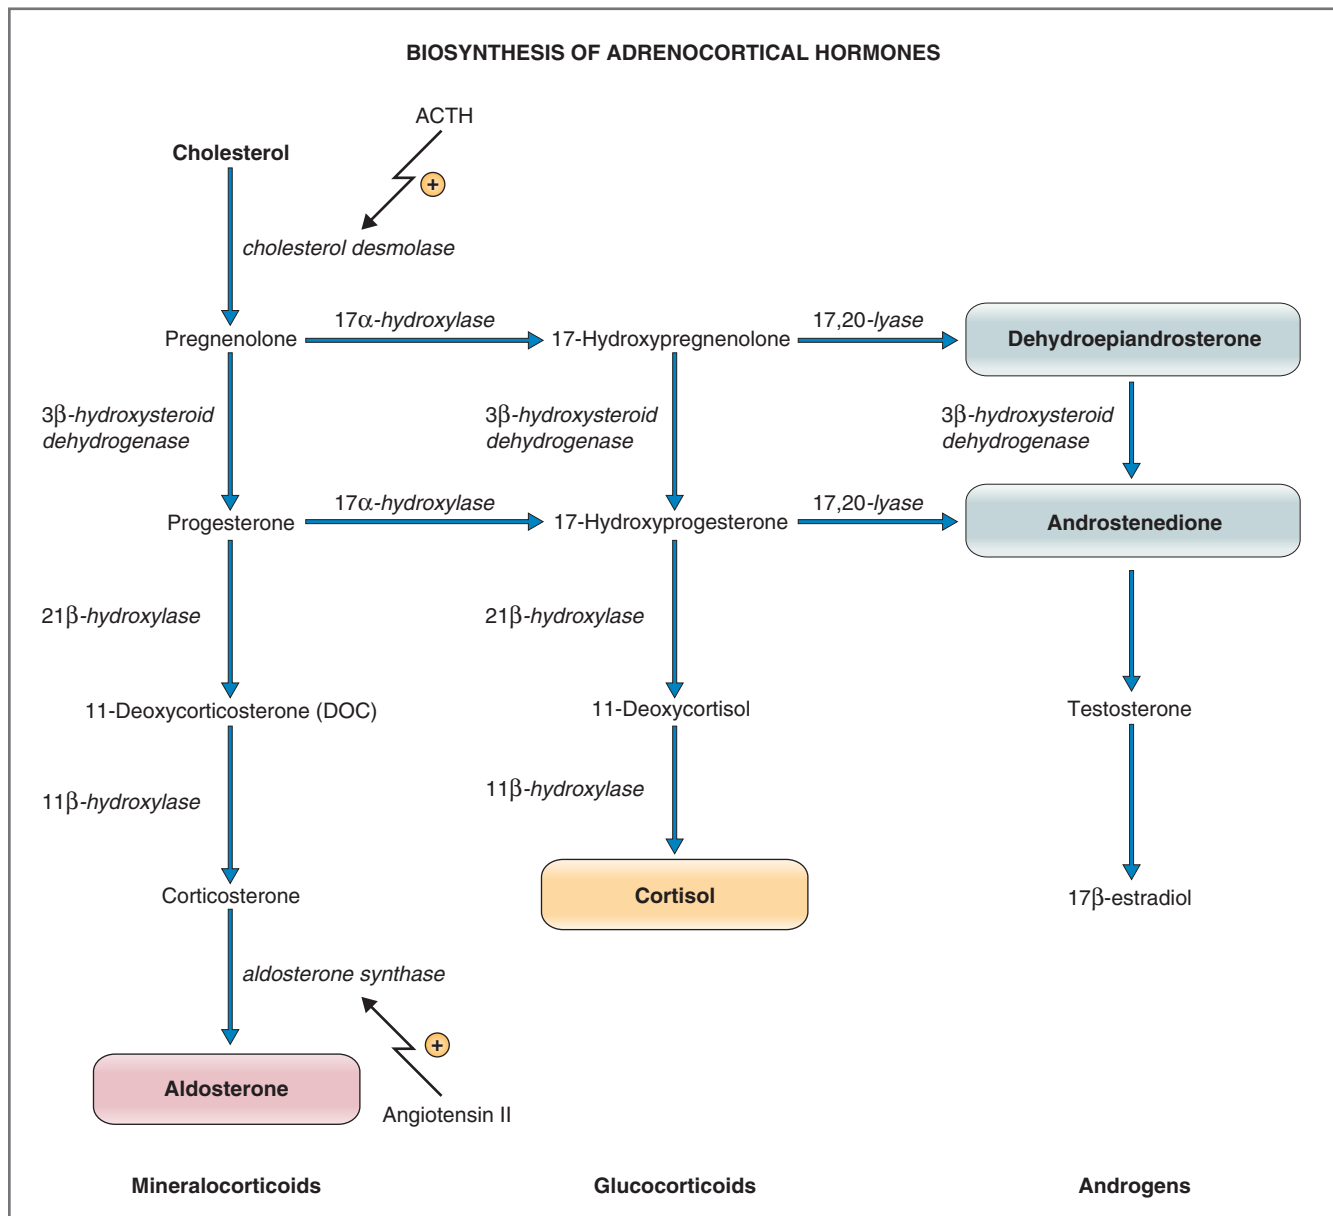 BIOSYNTHESIS OF ADRENOCORTICAL HORMONES
ACTH
Cholesterol
+
cholesterol desmolase
Pregnenolone
17α-hydroxylase
17-Hydroxypregnenolone
17,20-lyase
Dehydroepiandrosterone
3β-hydroxysteroid
dehydrogenase
3β-hydroxysteroid
dehydrogenase
3β-hydroxysteroid
dehydrogenase
Progesterone
17α-hydroxylase
17-Hydroxyprogesterone
17,20-lyase
Androstenedione
21β-hydroxylase
21β-hydroxylase
11-Deoxycorticosterone (DOC)
11-Deoxycortisol
Testosterone
11β-hydroxylase
11β-hydroxylase
Corticosterone
Cortisol
17β-estradiol
aldosterone synthase
+
Aldosterone
Angiotensin II
Mineralocorticoids
Glucocorticoids
Androgens